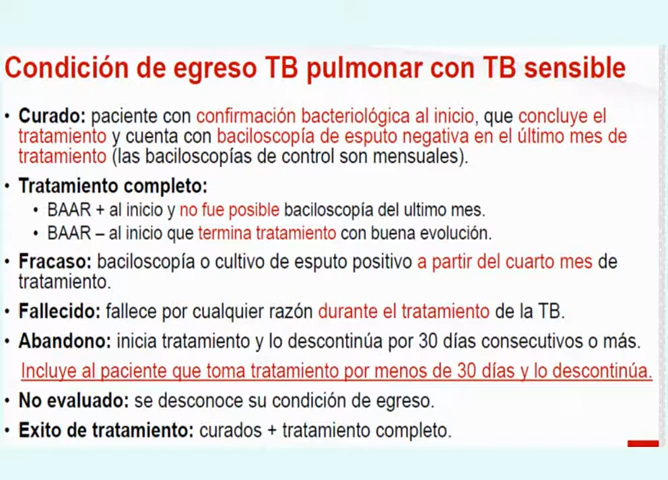 Condición de egreso TB pulmonar con TB sensible
• Curado: paciente con confirmación bacteriológica al inicio, que concluye el
tratamiento y cuenta con baciloscopía de esputo negativa en el último mes de
tratamiento (las baciloscopías de control son mensuales).
• Tratamiento completo:
• BAAR + al inicio y no fue posible baciloscopía del ultimo mes.
• BAAR – al inicio que termina tratamiento con buena evolución.
• Fracaso: baciloscopía o cultivo de esputo positivo a partir del cuarto mes de
tratamiento.
• Fallecido: fallece por cualquier razón durante el tratamiento de la TB.
• Abandono: inicia tratamiento y lo descontinúa por 30 días consecutivos o más.
Incluye al paciente que toma tratamiento por menos de 30 días y lo descontinúa.
• No evaluado: se desconoce su condición de egreso.
• Exito de tratamiento: curados + tratamiento completo.